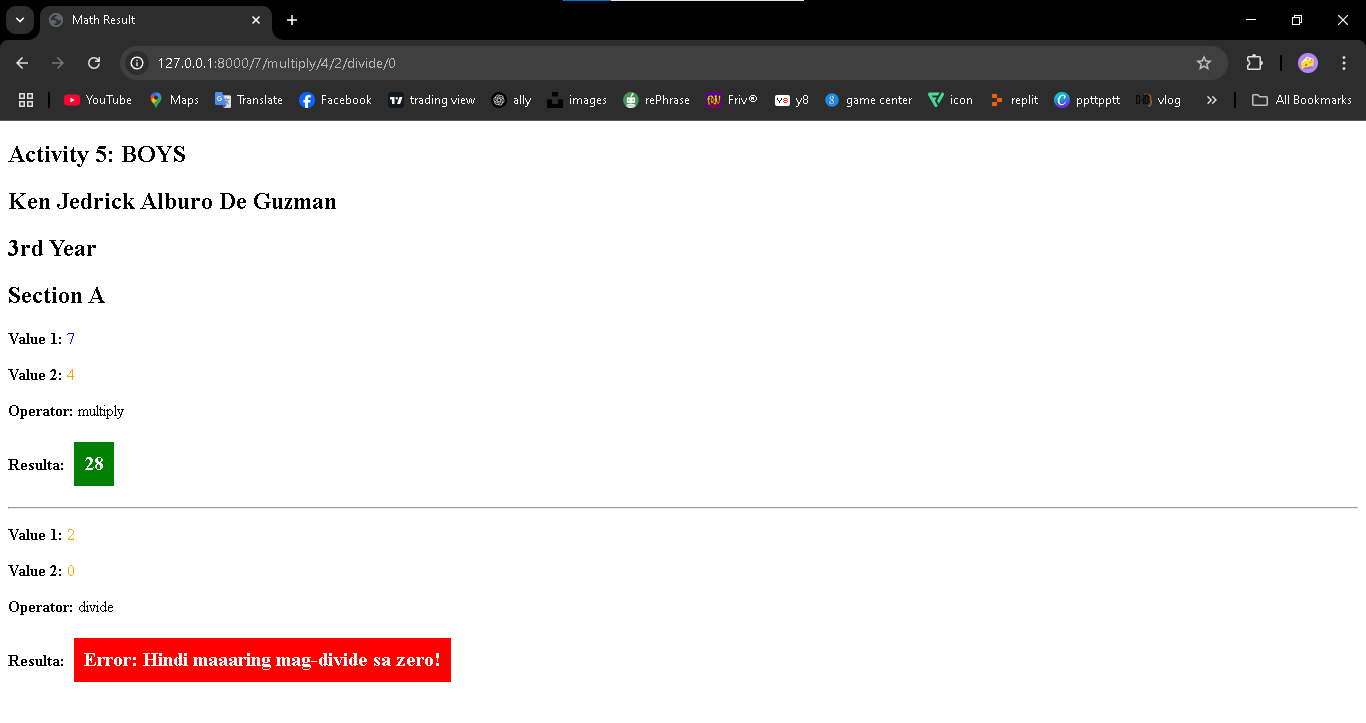 Math Result
127.0.0.1:8000/7/multiply/4/2/divide/0
YouTube Maps Translate Facebook trading view ally images rePhrase Friv® y8 game center icon replit ppttpptt vlog » All Bookmarks
Activity 5: BOYS
Ken Jedrick Alburo De Guzman
3rd Year
Section A
Value 1: 7
Value 2: 4
Operator: multiply
Resulta: 28
Value 1: 2
Value 2: 0
Operator: divide
Resulta: Error: Hindi maaaring mag-divide sa zero!